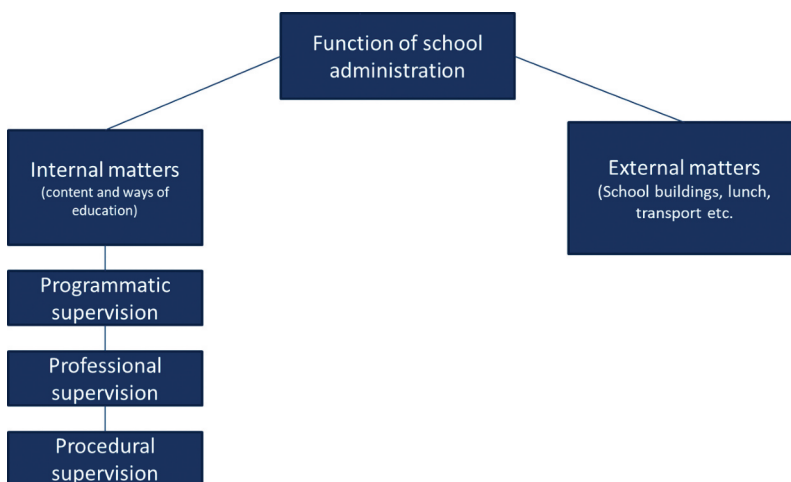 Function of school
administration
Internal matters
(content and ways of
education)
External matters
(School buildings, lunch,
transport etc.
Programmatic
supervision
Professional
supervision
Procedural
supervision